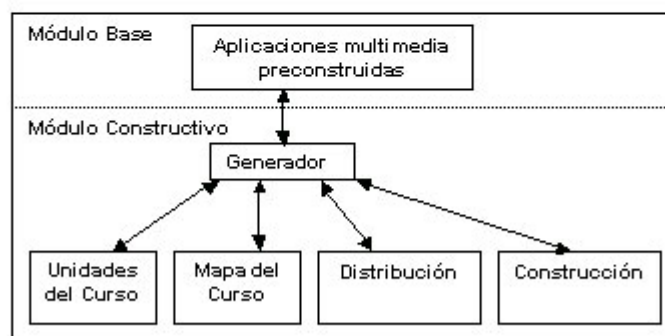 Módulo Base
Aplicaciones multimedia
preconstruidas
Módulo Constructivo
Generador
Unidades
del Curso
Mapa del
Curso
Distribución
Construcción